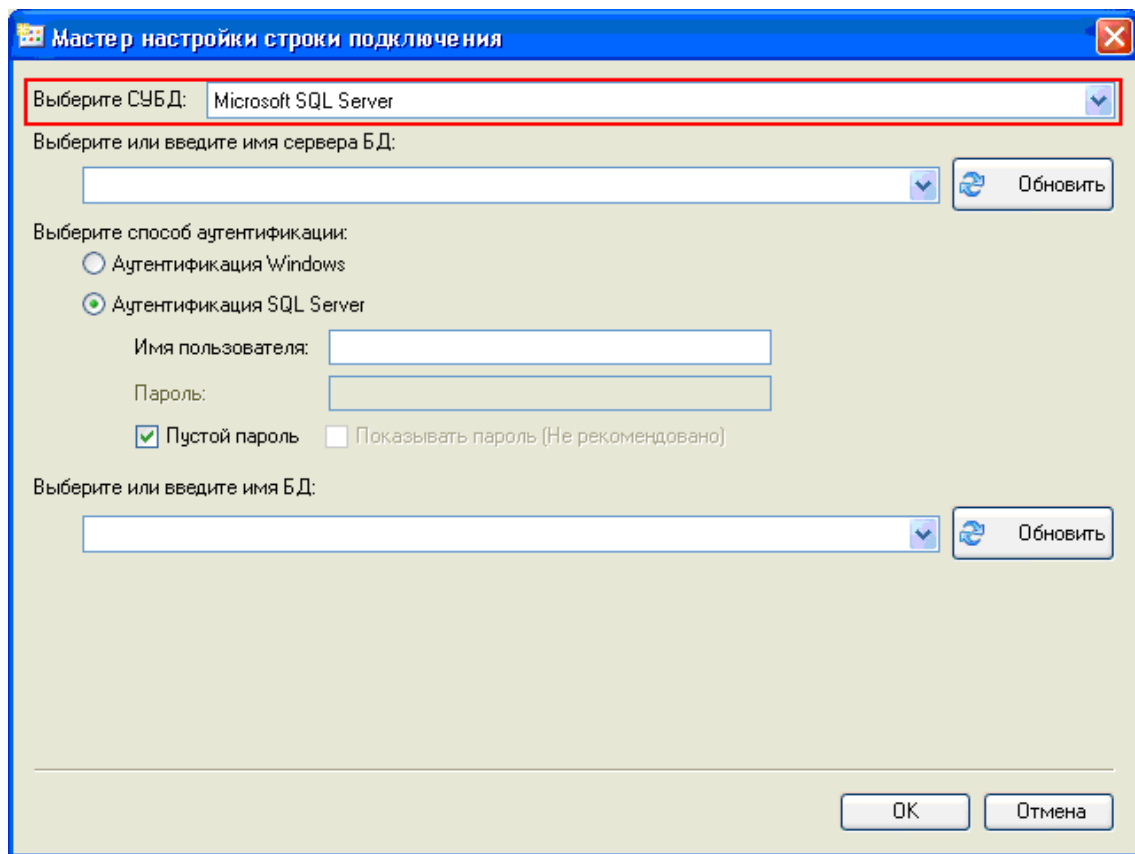 Мастер настройки строки подключения
Выберите СУБД: Microsoft SQL Server
Выберите или введите имя сервера БД:
Обновить
Выберите способ аутентификации:
Аутентификация Windows
Аутентификация SQL Server
Имя пользователя:
Пароль:
Пустой пароль Показывать пароль (Не рекомендовано)
Выберите или введите имя БД:
Обновить
OK Отмена